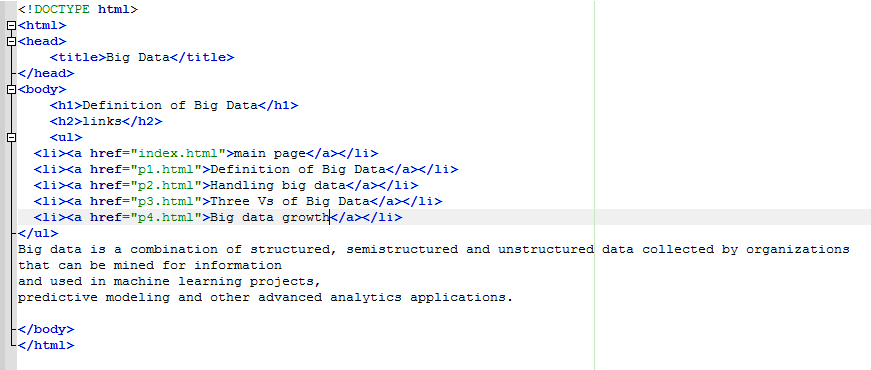 <!DOCTYPE html>
<html>
<head>
    <title>Big Data</title>
</head>
<body>
    <h1>Definition of Big Data</h1>
    <h2>links</h2>
    <ul>
  <li><a href="index.html">main page</a></li>
  <li><a href="p1.html">Definition of Big Data</a></li>
  <li><a href="p2.html">Handling big data</a></li>
  <li><a href="p3.html">Three Vs of Big Data</a></li>
  <li><a href="p4.html">Big data growth</a></li>
</ul>
Big data is a combination of structured, semistructured and unstructured data collected by organizations
that can be mined for information
and used in machine learning projects,
predictive modeling and other advanced analytics applications.

</body>
</html>